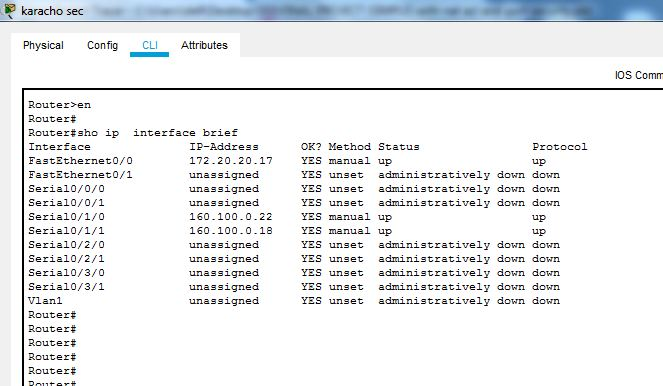 karacho sec
Physical Config CLI Attributes
IOS Comm
Router>en
Router#
Router#sho ip  interface brief
Interface IP-Address OK? Method Status Protocol
FastEthernet0/0 172.20.20.17 YES manual up up
FastEthernet0/1 unassigned YES unset administratively down down
Serial0/0/0 unassigned YES unset administratively down down
Serial0/0/1 unassigned YES unset administratively down down
Serial0/1/0 160.100.0.22 YES manual up up
Serial0/1/1 160.100.0.18 YES manual up up
Serial0/2/0 unassigned YES unset administratively down down
Serial0/2/1 unassigned YES unset administratively down down
Serial0/3/0 unassigned YES unset administratively down down
Serial0/3/1 unassigned YES unset administratively down down
Vlan1 unassigned YES unset administratively down down
Router#
Router#
Router#
Router#
Router#
Router#